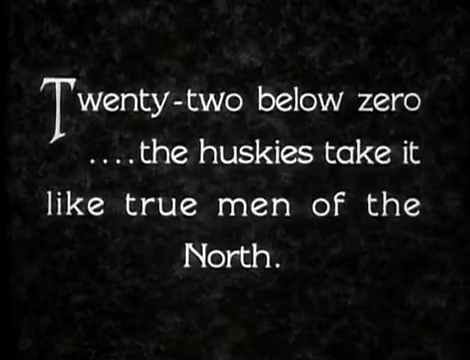 Twenty-two below zero
....the huskies take it
like true men of the
North.